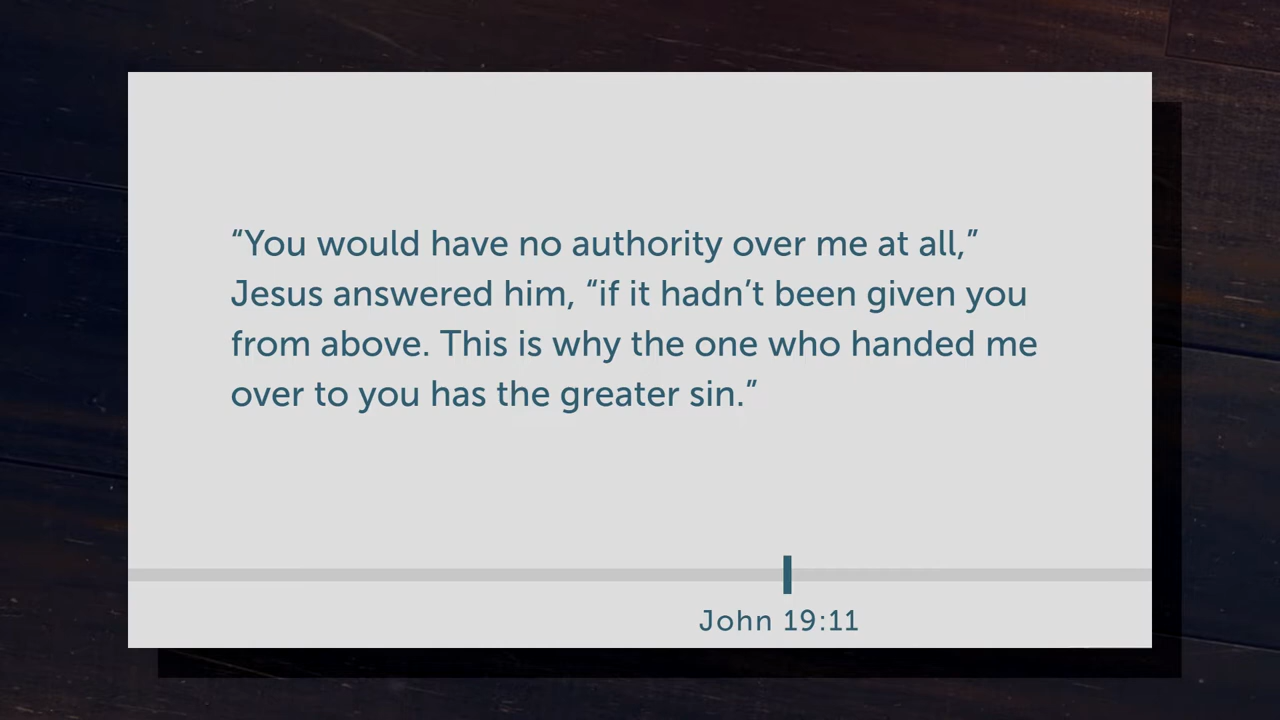 “You would have no authority over me at all,”
Jesus answered him, “if it hadn’t been given you
from above. This is why the one who handed me
over to you has the greater sin.”
John 19:11